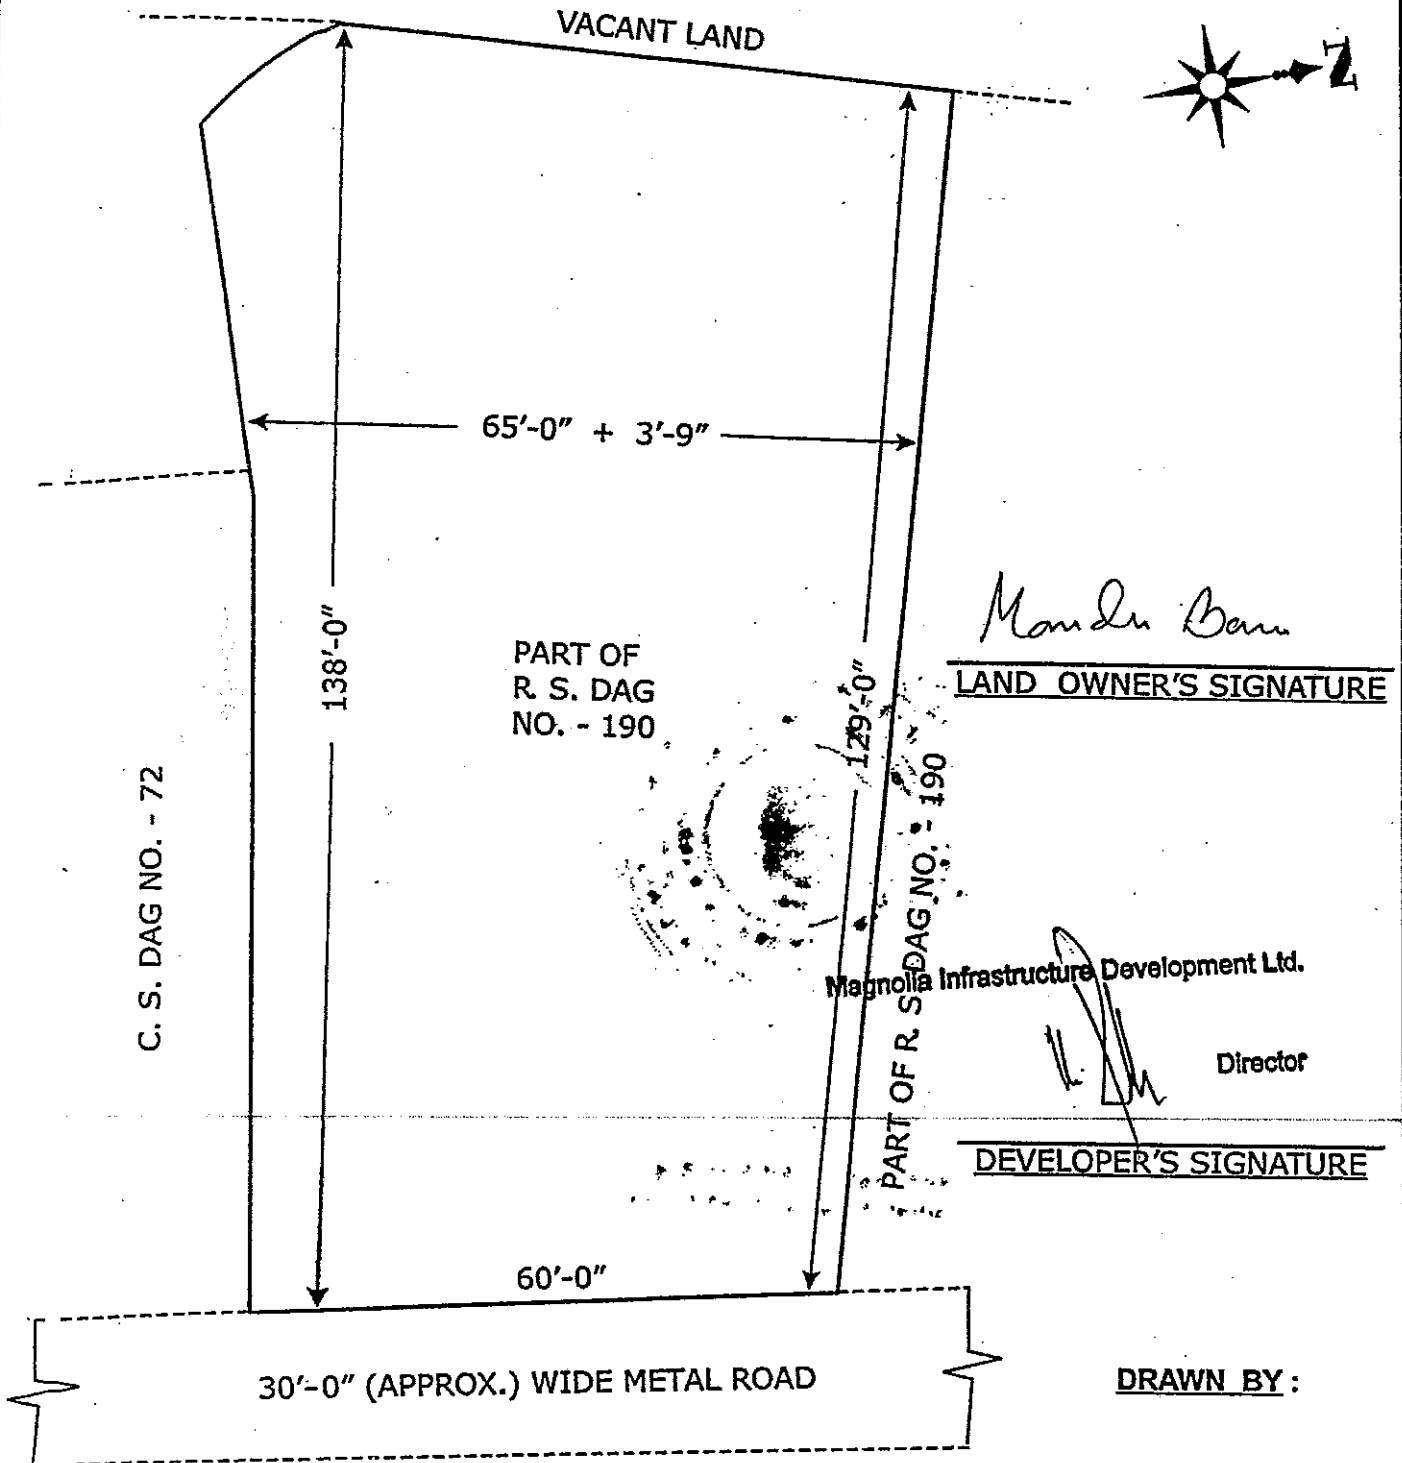 VACANT LAND
N
65'-0" + 3'-9"
138'-0"
129'-0"
PART OF
R. S. DAG
NO. - 190
LAND OWNER'S SIGNATURE
C. S. DAG NO. - 72
PART OF R. S. DAG NO. - 190
Magnolia Infrastructure Development Ltd.
Director
DEVELOPER'S SIGNATURE
60'-0"
30'-0" (APPROX.) WIDE METAL ROAD
DRAWN BY :